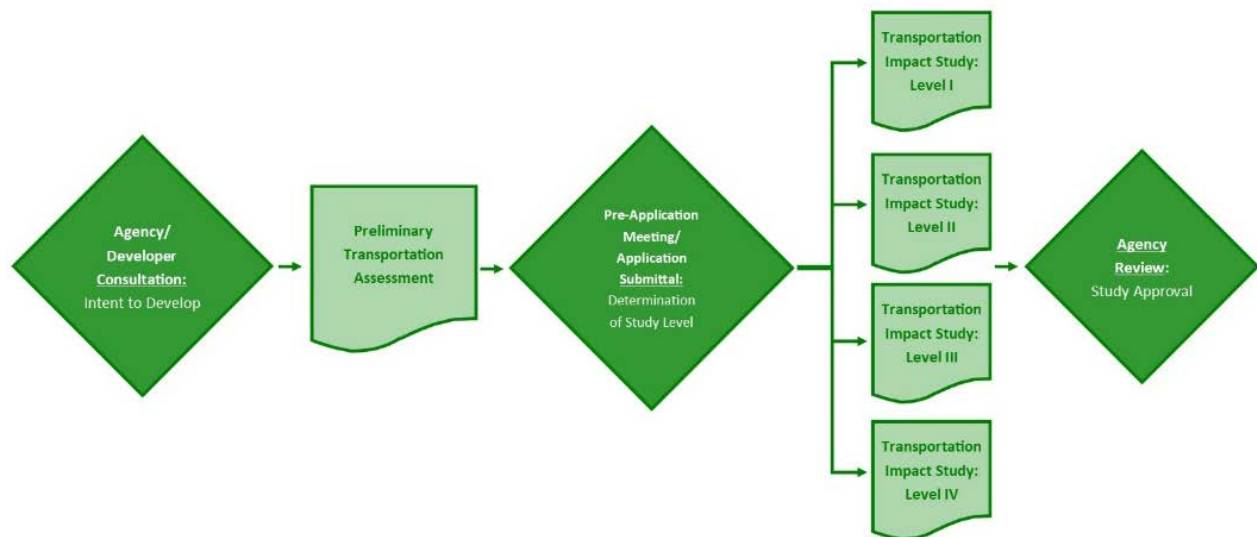 Agency/
Developer
Consultation:
Intent to Develop
Preliminary
Transportation
Assessment
Pre-Application
Meeting/
Application
Submittal:
Determination
of Study Level
Transportation
Impact Study:
Level I
Transportation
Impact Study:
Level II
Transportation
Impact Study:
Level III
Transportation
Impact Study:
Level IV
Agency
Review:
Study Approval